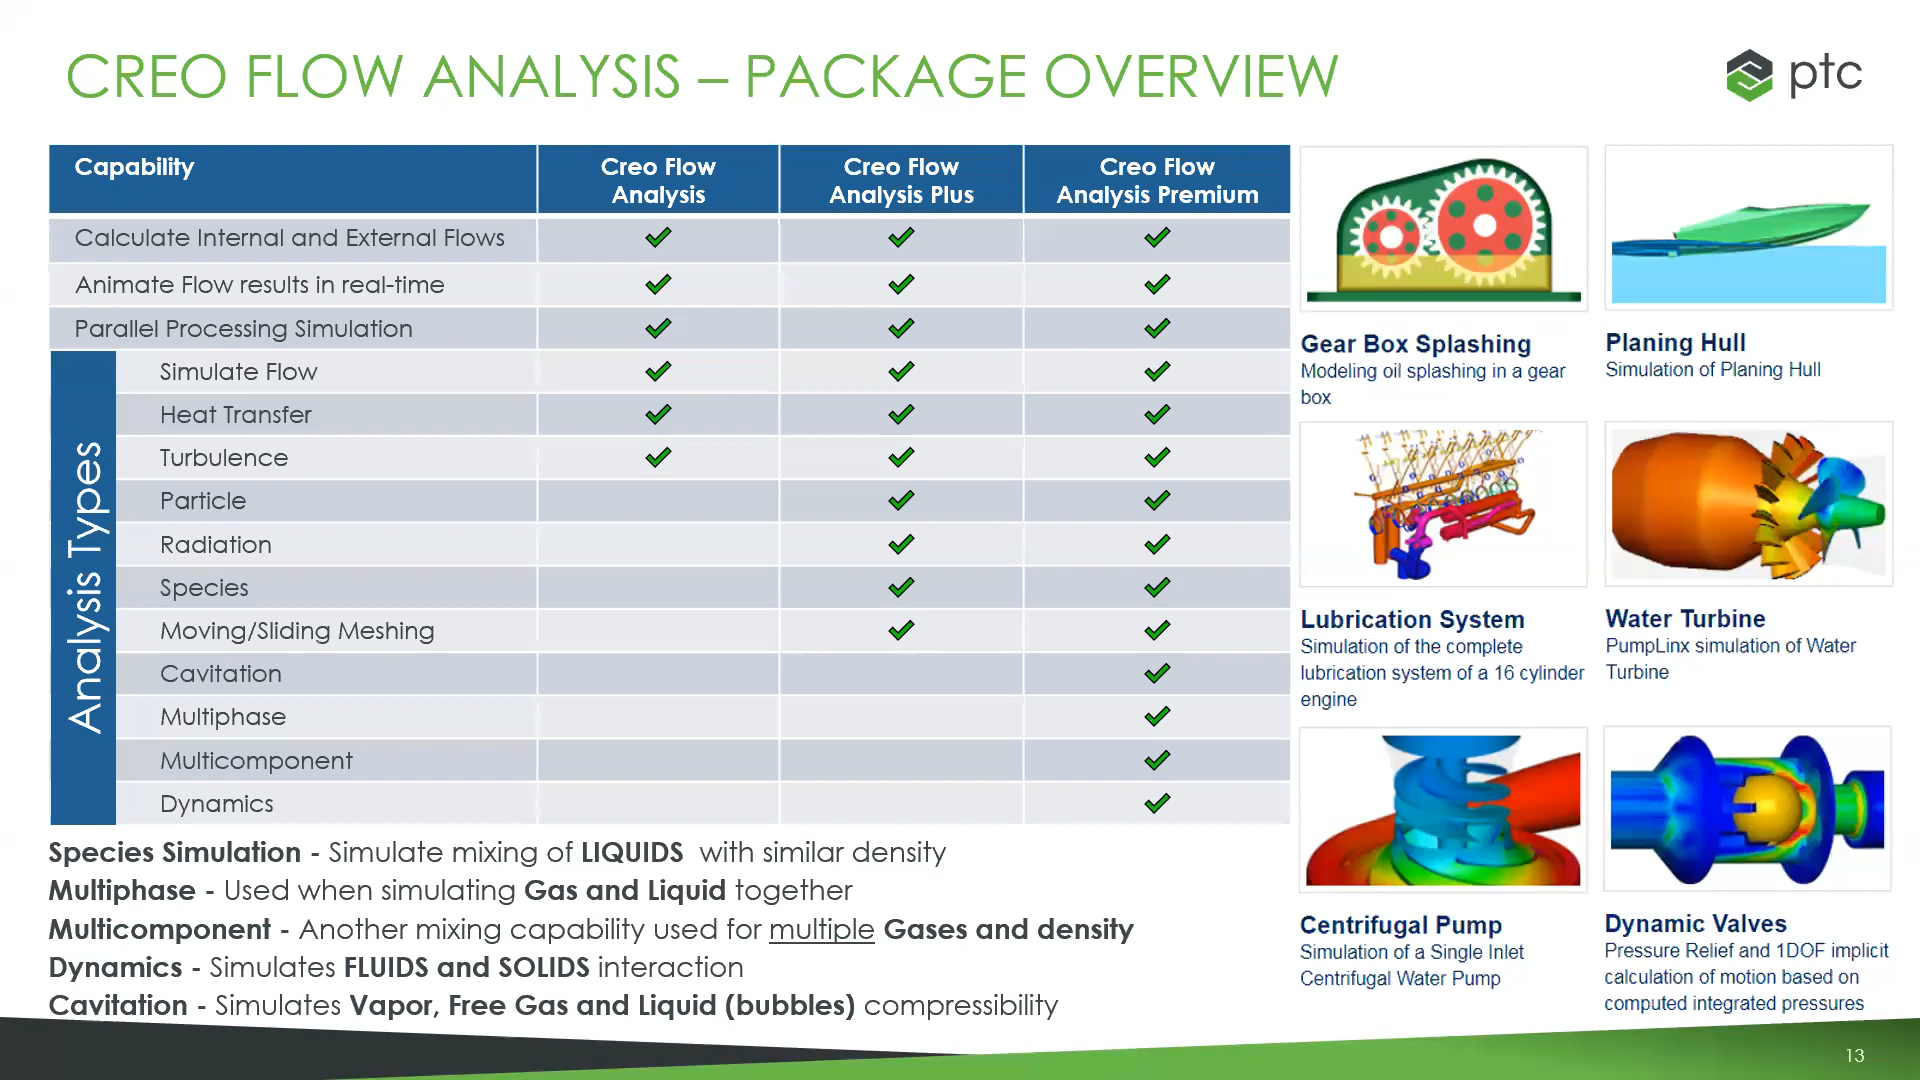 CREO FLOW ANALYSIS – PACKAGE OVERVIEW
ptc
Capability
Creo Flow
Analysis
Creo Flow
Analysis Plus
Creo Flow
Analysis Premium
Calculate Internal and External Flows
Animate Flow results in real-time
Parallel Processing Simulation
Analysis Types
Simulate Flow
Heat Transfer
Turbulence
Particle
Radiation
Species
Moving/Sliding Meshing
Cavitation
Multiphase
Multicomponent
Dynamics
Species Simulation - Simulate mixing of LIQUIDS with similar density
Multiphase - Used when simulating Gas and Liquid together
Multicomponent - Another mixing capability used for multiple Gases and density
Dynamics - Simulates FLUIDS and SOLIDS interaction
Cavitation - Simulates Vapor, Free Gas and Liquid (bubbles) compressibility
Gear Box Splashing
Modeling oil splashing in a gear
box
Planing Hull
Simulation of Planing Hull
Lubrication System
Simulation of the complete
lubrication system of a 16 cylinder
engine
Water Turbine
PumpLinx simulation of Water
Turbine
Centrifugal Pump
Simulation of a Single Inlet
Centrifugal Water Pump
Dynamic Valves
Pressure Relief and 1DOF implicit
calculation of motion based on
computed integrated pressures
13